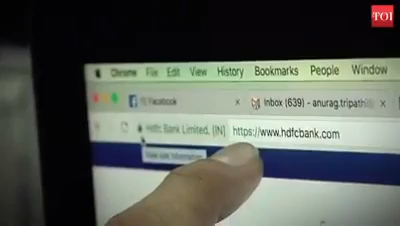 TOI
Chrome File Edit View History Bookmarks People Window
Facebook Inbox (639) - anurag.tripathi
Hdfc Bank Limited, [IN] https://www.hdfcbank.com
View site information